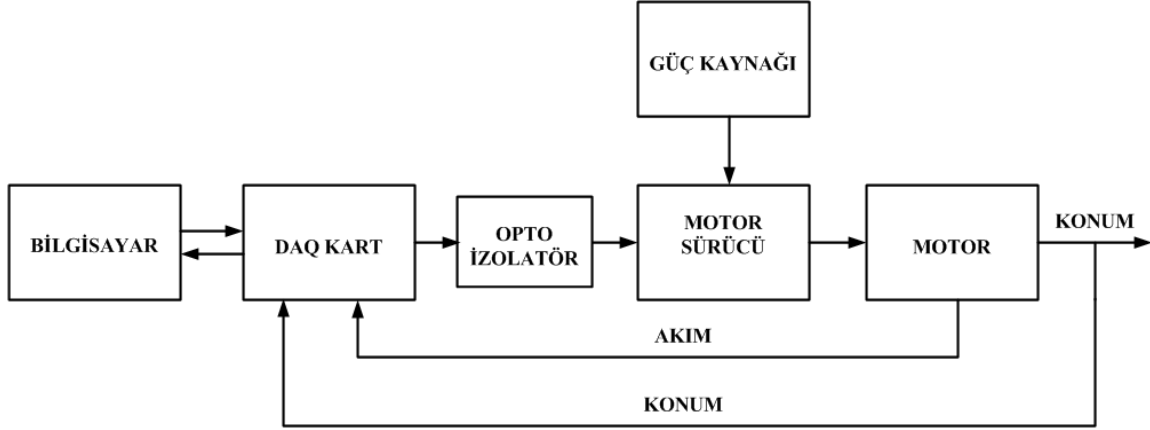 GÜÇ KAYNAĞI
BİLGİSAYAR
DAQ KART
OPTO
İZOLATÖR
MOTOR
SÜRÜCÜ
MOTOR
KONUM
AKIM
KONUM